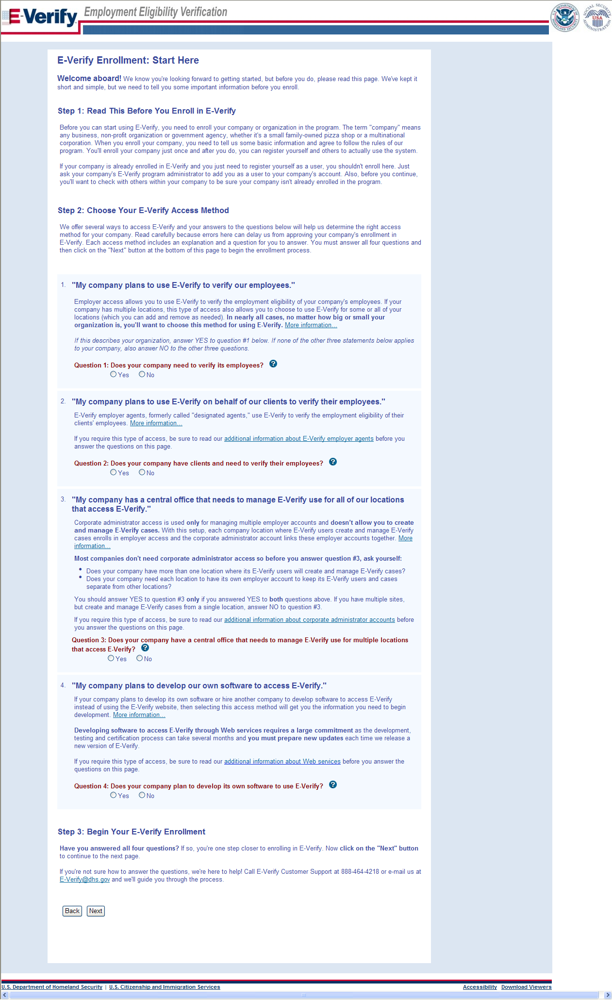 E-Verify
Employment Eligibility Verification
U.S. DEPARTMENT OF HOMELAND SECURITY
SOCIAL SECURITY ADMINISTRATION
USA
E-Verify Enrollment: Start Here
Welcome aboard! We know you're looking forward to getting started, but before you do, please read this page. We've kept it
short and simple, but we need to tell you some important information before you enroll.
Step 1: Read This Before You Enroll in E-Verify
Before you can start using E-Verify, you need to enroll your company or organization in the program. The term "company" means
any business, non-profit organization or government agency, whether it's a small family-owned pizza shop or a multinational
corporation. When you enroll your company, you need to tell us some basic information and agree to follow the rules of our
program. You'll enroll your company just once and after you do, you can register yourself and others to actually use the system.
If your company is already enrolled in E-Verify and you just need to register yourself as a user, you shouldn't enroll here. Just
ask your company's E-Verify program administrator to add you as a user to your company's account. Also, before you continue,
you'll want to check with others within your company to be sure your company isn't already enrolled in the program.
Step 2: Choose Your E-Verify Access Method
We offer several ways to access E-Verify and your answers to the questions below will help us determine the right access
method for your company. Read carefully because errors here can delay us from approving your company's enrollment in
E-Verify. Each access method includes an explanation and a question for you to answer. You must answer all four questions and
then click on the "Next" button at the bottom of this page to begin the enrollment process.
1. "My company plans to use E-Verify to verify our employees."
Employer access allows you to use E-Verify to verify the employment eligibility of your company's employees. If your
company has multiple locations, this type of access also allows you to choose to use E-Verify for some or all of your
locations (which you can add and remove as needed). In nearly all cases, no matter how big or small your
organization is, you'll want to choose this method for using E-Verify. More information...
If this describes your organization, answer YES to question #1 below. If none of the other three statements below applies
to your company, also answer NO to the other three questions.
Question 1: Does your company need to verify its employees? ?
Yes No
2. "My company plans to use E-Verify on behalf of our clients to verify their employees."
E-Verify employer agents, formerly called "designated agents," use E-Verify to verify the employment eligibility of their
clients' employees. More information...
If you require this type of access, be sure to read our additional information about E-Verify employer agents before you
answer the questions on this page.
Question 2: Does your company have clients and need to verify their employees? ?
Yes No
3. "My company has a central office that needs to manage E-Verify use for all of our locations
that access E-Verify."
Corporate administrator access is used only for managing multiple employer accounts and doesn't allow you to create
and manage E-Verify cases. With this setup, each company location where E-Verify users create and manage E-Verify
cases enrolls in employer access and the corporate administrator account links these employer accounts together. More
information...
Most companies don't need corporate administrator access so before you answer question #3, ask yourself:
• Does your company have more than one location where its E-Verify users will create and manage E-Verify cases?
• Does your company need each location to have its own employer account to keep its E-Verify users and cases
separate from other locations?
You should answer YES to question #3 only if you answered YES to both questions above. If you have multiple sites,
but create and manage E-Verify cases from a single location, answer NO to question #3.
If you require this type of access, be sure to read our additional information about corporate administrator accounts before
you answer the questions on this page.
Question 3: Does your company have a central office that needs to manage E-Verify use for multiple locations
that access E-Verify? ?
Yes No
4. "My company plans to develop our own software to access E-Verify."
If your company plans to develop its own software or hire another company to develop software to access E-Verify
instead of using the E-Verify website, then selecting this access method will get you the information you need to begin
development. More information...
Developing software to access E-Verify through Web services requires a large commitment as the development,
testing and certification process can take several months and you must prepare new updates each time we release a
new version of E-Verify.
If you require this type of access, be sure to read our additional information about Web services before you answer the
questions on this page.
Question 4: Does your company plan to develop its own software to use E-Verify? ?
Yes No
Step 3: Begin Your E-Verify Enrollment
Have you answered all four questions? If so, you're one step closer to enrolling in E-Verify. Now click on the "Next" button
to continue to the next page.
If you're not sure how to answer the questions, we're here to help! Call E-Verify Customer Support at 888-464-4218 or e-mail us at
E-Verify@dhs.gov and we'll guide you through the process.
Back Next
U.S. Department of Homeland Security | U.S. Citizenship and Immigration Services Accessibility Download Viewers